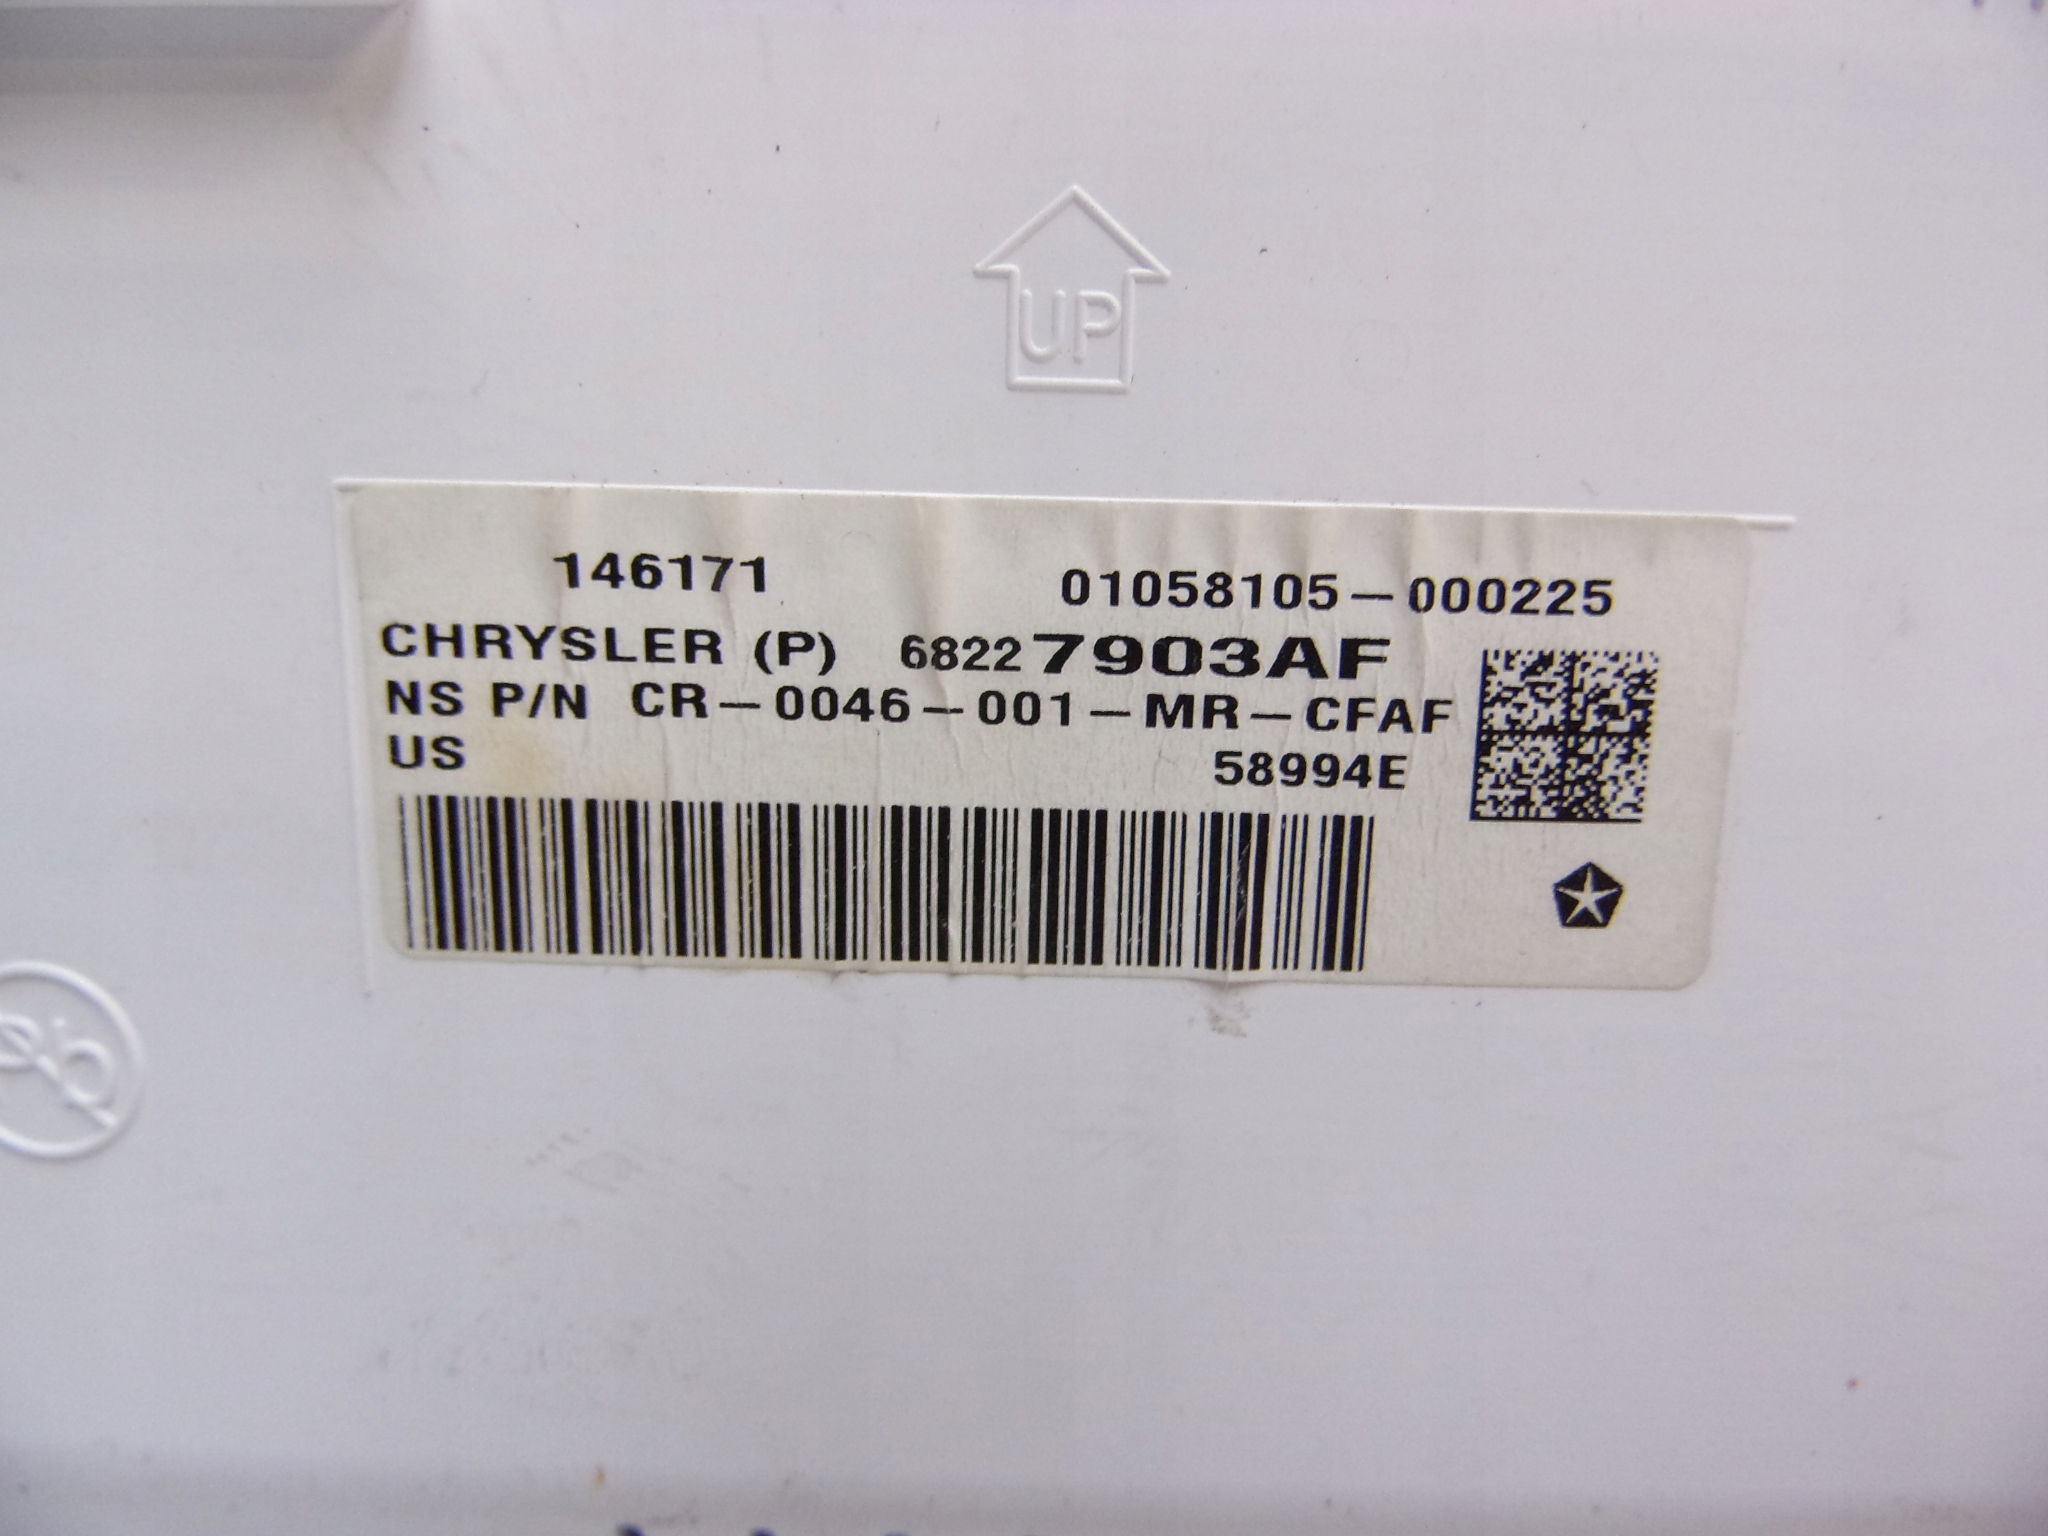 UP
146171 01058105-000225
CHRYSLER (P) 68227903AF
NS P/N CR-0046-001-MR-CFAF
US 58994E